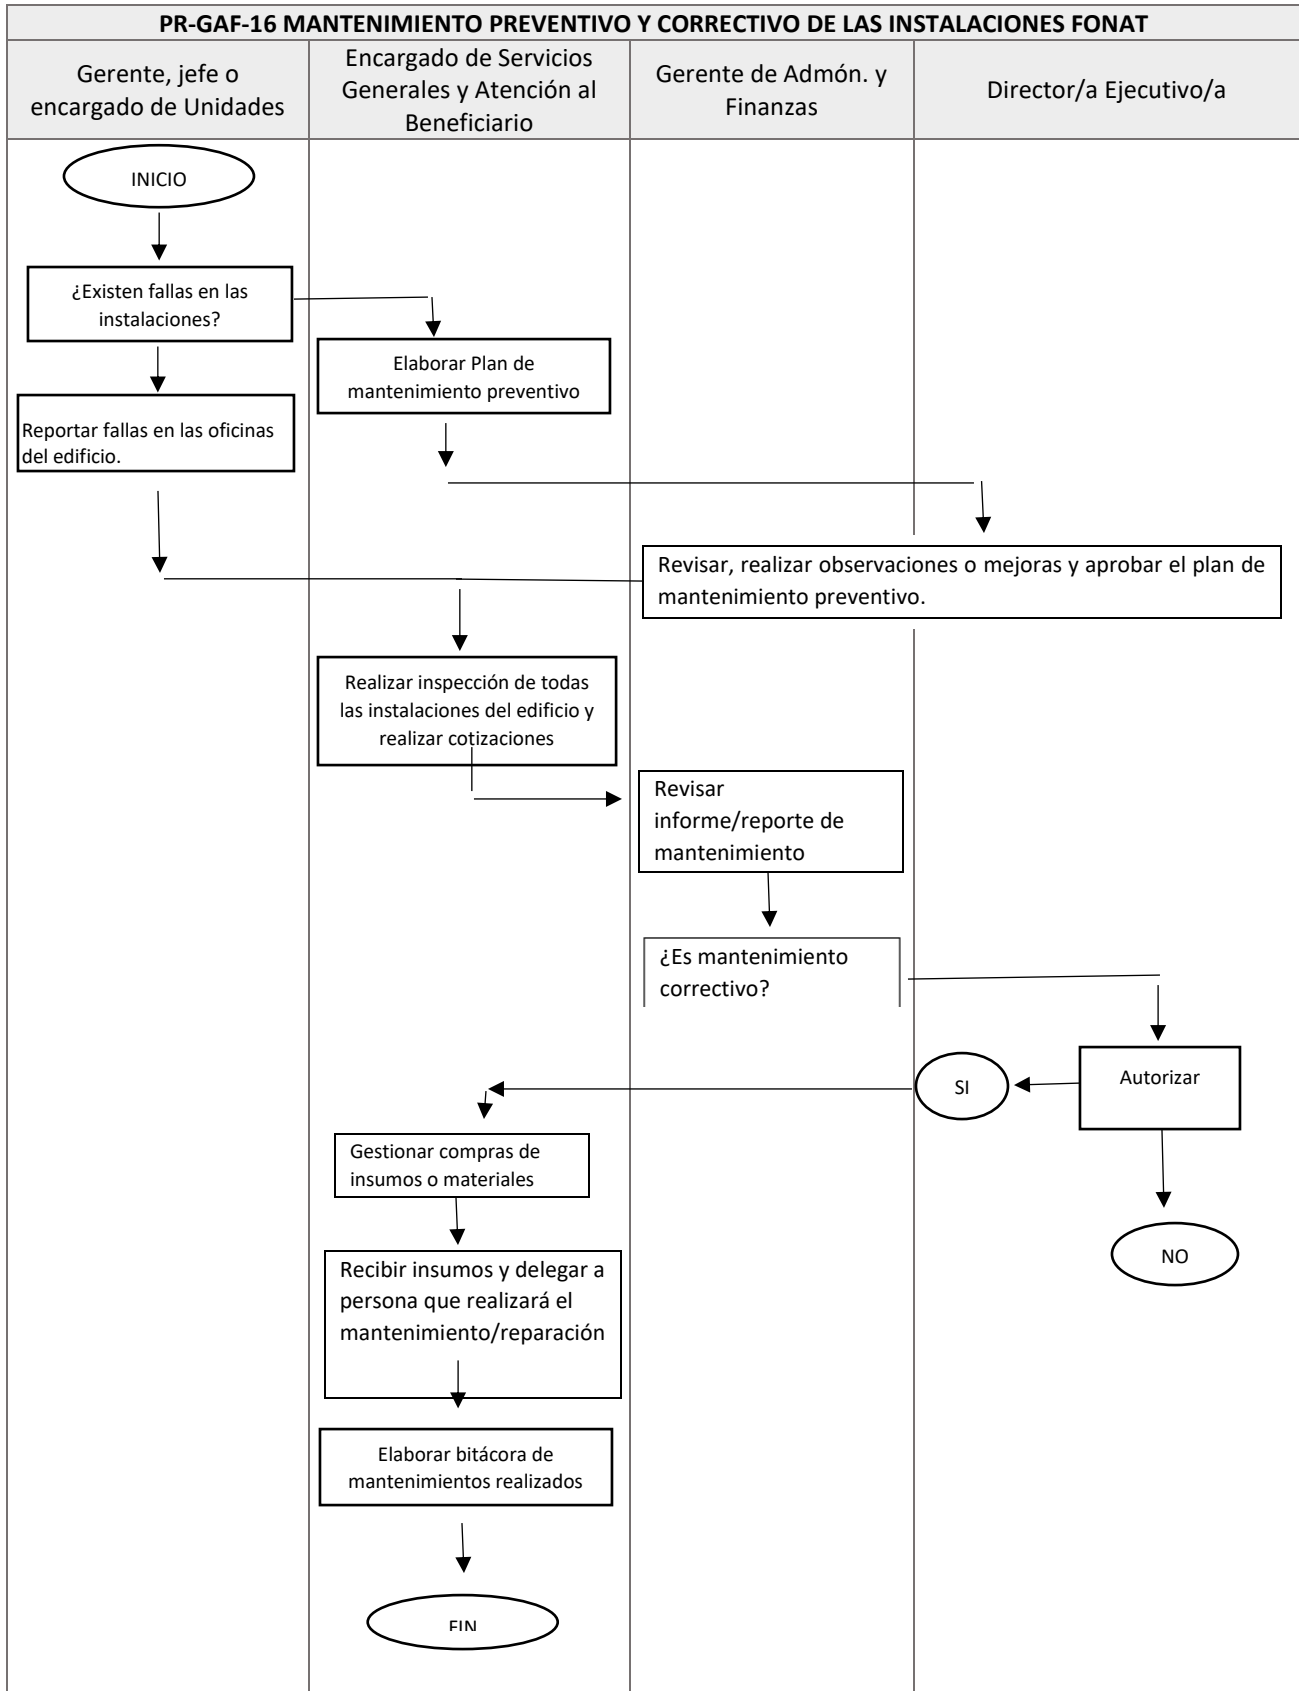 PR-GAF-16 MANTENIMIENTO PREVENTIVO Y CORRECTIVO DE LAS INSTALACIONES FONAT
Gerente, jefe o
encargado de Unidades
Encargado de Servicios
Generales y Atención al
Beneficiario
Gerente de Admón. y
Finanzas
Director/a Ejecutivo/a
INICIO
¿Existen fallas en las
instalaciones?
Elaborar Plan de
mantenimiento preventivo
Reportar fallas en las oficinas
del edificio.
Revisar, realizar observaciones o mejoras y aprobar el plan de
mantenimiento preventivo.
Realizar inspección de todas
las instalaciones del edificio y
realizar cotizaciones
Revisar
informe/reporte de
mantenimiento
¿Es mantenimiento
correctivo?
Autorizar
SI
Gestionar compras de
insumos o materiales
NO
Recibir insumos y delegar a
persona que realizará el
mantenimiento/reparación
Elaborar bitácora de
mantenimientos realizados
FIN